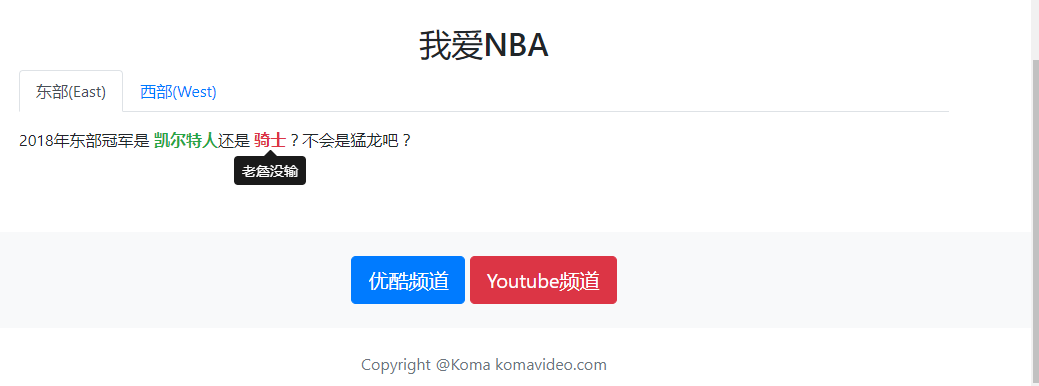 我爱NBA
东部(East) 西部(West)
2018年东部冠军是 凯尔特人还是 骑士？不会是猛龙吧？
老詹没输
优酷频道 Youtube频道
Copyright @Koma komavideo.com